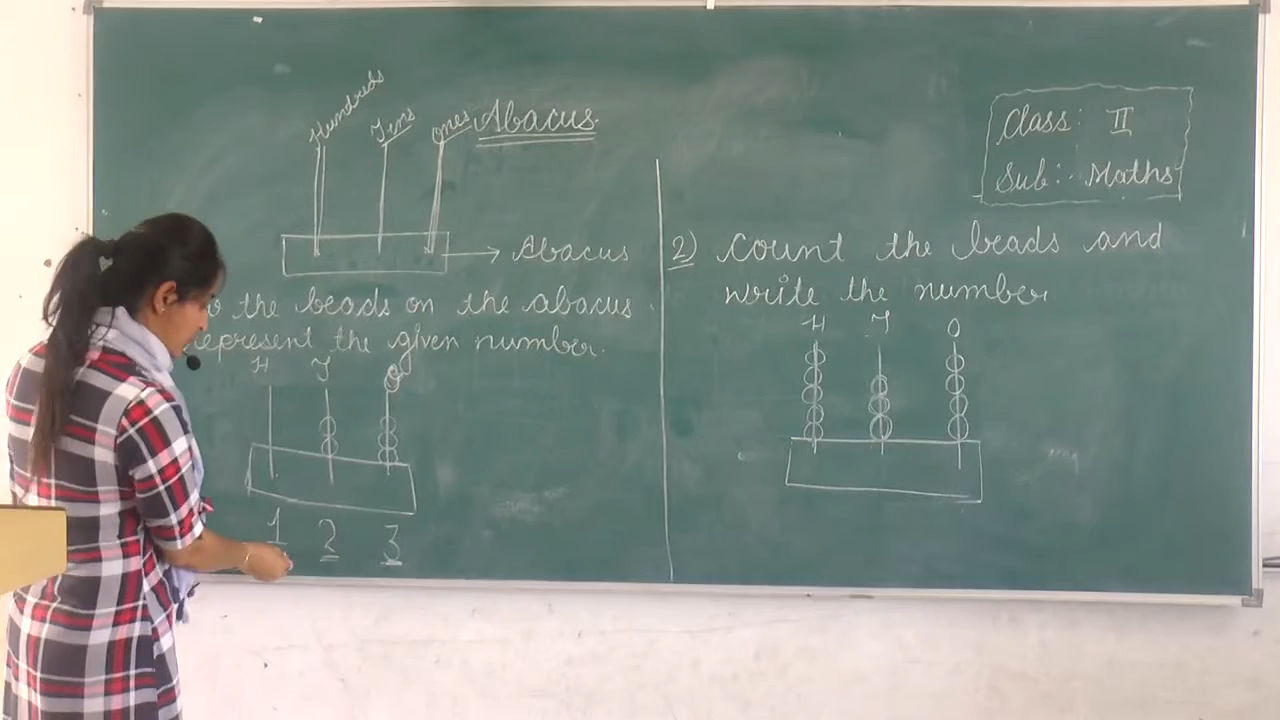 Hundreds Tens ones Abacus
Abacus
the beads on the abacus
represent the given number.
H T O
1 2 3
Class: II
Sub:- Maths
2) Count the beads and
write the number
H T O